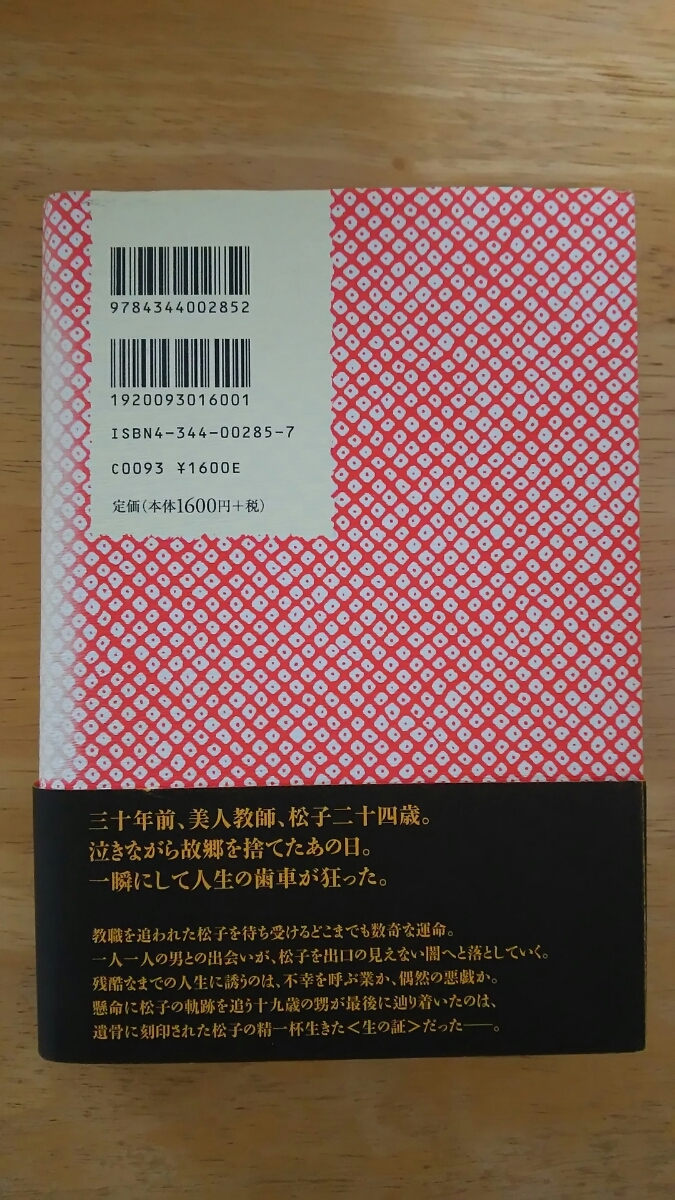 9784344002852
1920093016001
ISBN4-344-00285-7
C0093 ¥1600E
定価(本体1600円+税)
三十年前、美人教師、松子二十四歳。
泣きながら故郷を捨てたあの日。
一瞬にして人生の歯車が狂った。
教職を追われた松子を待ち受けるどこまでも数奇な運命。
一人一人の男との出会いが、松子を出口の見えない闇へと落としていく。
残酷なまでの人生に誘うのは、不幸を呼ぶ業か、偶然の悪戯か。
懸命に松子の軌跡を追う十九歳の甥が最後に辿り着いたのは、
遺骨に刻印された松子の精一杯生きた<生の証>だった——。